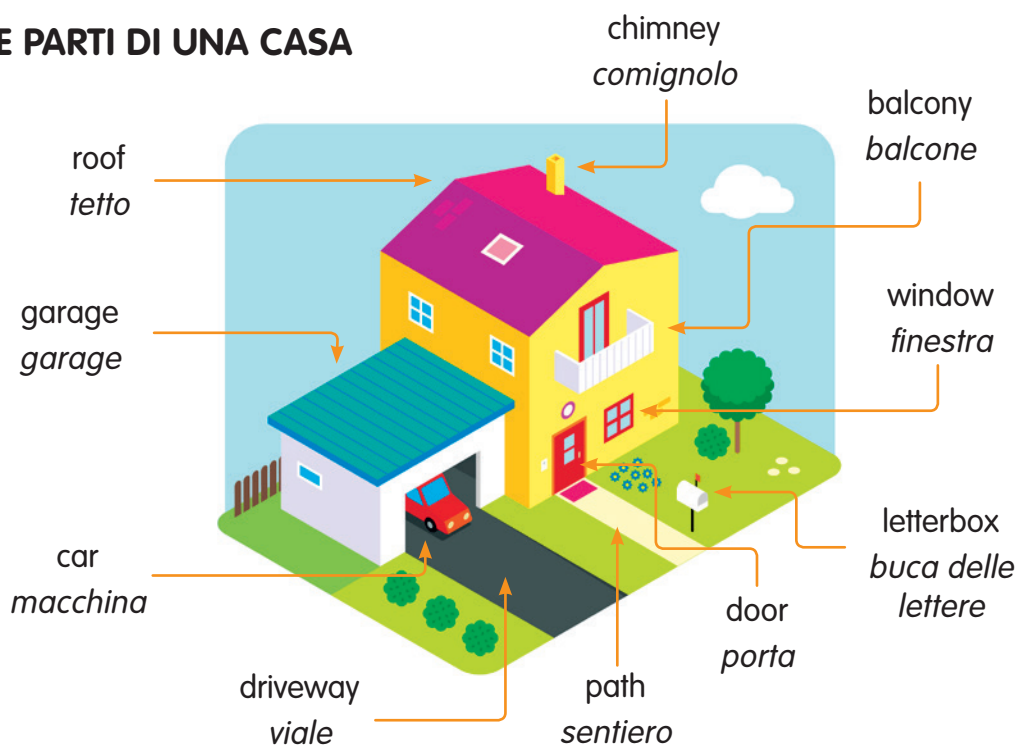 E PARTI DI UNA CASA
chimney
comignolo
balcony
balcone
roof
tetto
window
finestra
garage
garage
letterbox
buca delle
lettere
car
macchina
door
porta
driveway
viale
path
sentiero